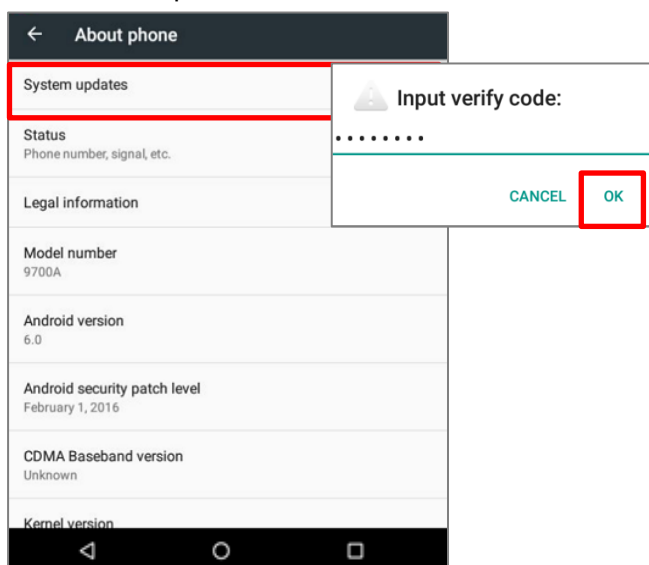 About phone
System updates
Input verify code:
........
CANCEL OK
Status
Phone number, signal, etc.
Legal information
Model number
9700A
Android version
6.0
Android security patch level
February 1, 2016
CDMA Baseband version
Unknown
Kernel version